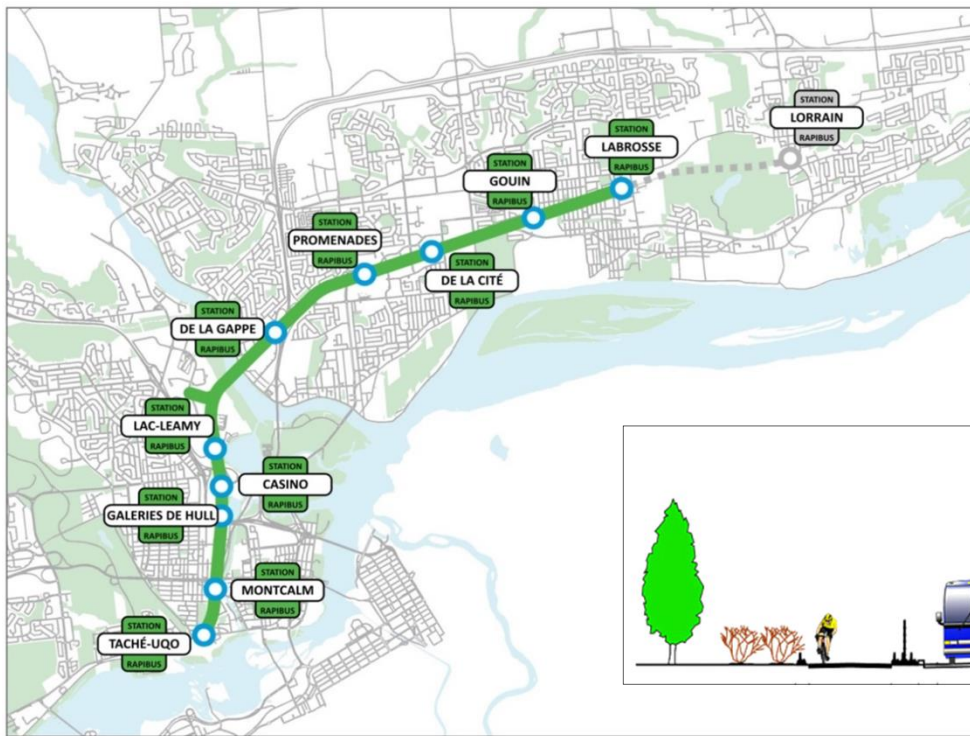 STATION
LORRAIN
RAPIBUS
STATION
LABROSSE
RAPIBUS
STATION
GOUIN
RAPIBUS
STATION
PROMENADES
RAPIBUS
STATION
DE LA CITÉ
RAPIBUS
STATION
DE LA GAPPE
RAPIBUS
STATION
LAC-LEAMY
RAPIBUS
STATION
CASINO
RAPIBUS
STATION
GALERIES DE HULL
RAPIBUS
STATION
MONTCALM
RAPIBUS
STATION
TACHÉ-UQO
RAPIBUS